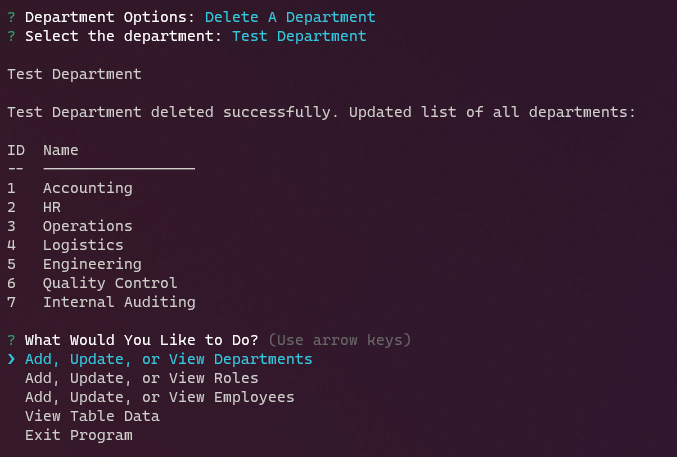 ? Department Options: Delete A Department
? Select the department: Test Department
Test Department
Test Department deleted successfully. Updated list of all departments:
ID  Name
--  -----------------
1   Accounting
2   HR
3   Operations
4   Logistics
5   Engineering
6   Quality Control
7   Internal Auditing
? What Would You Like to Do? (Use arrow keys)
❯ Add, Update, or View Departments
  Add, Update, or View Roles
  Add, Update, or View Employees
  View Table Data
  Exit Program